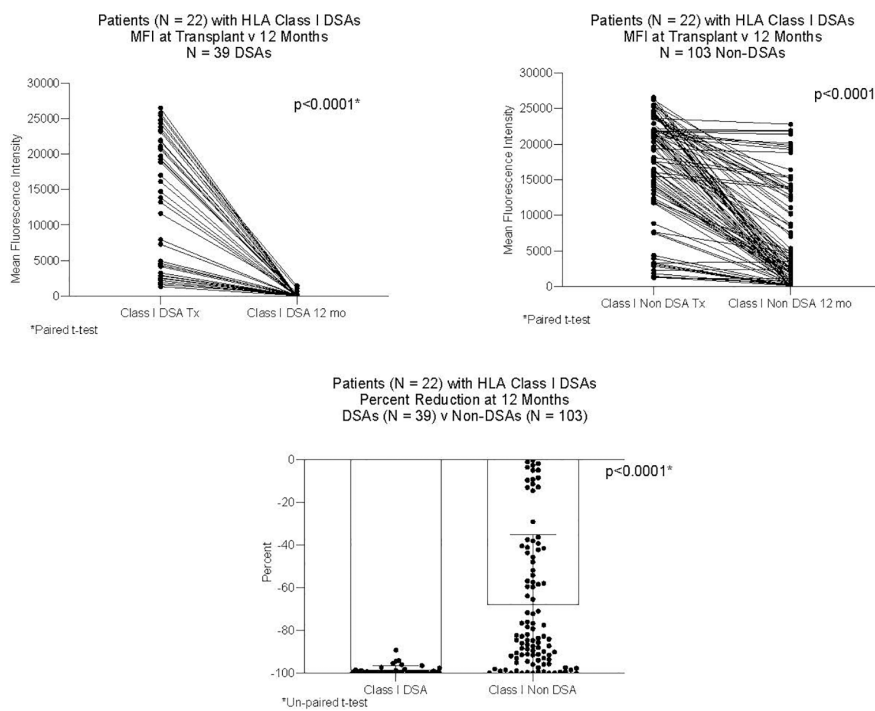 Patients (N = 22) with HLA Class I DSAs
MFI at Transplant v 12 Months
N = 39 DSAs
30000
25000
20000
15000
10000
5000
0
Mean Fluorescence Intensity
p<0.0001*
Class I DSA Tx
Class I DSA 12 mo
*Paired t-test
Patients (N = 22) with HLA Class I DSAs
MFI at Transplant v 12 Months
N = 103 Non-DSAs
30000
25000
20000
15000
10000
5000
0
Mean Fluorescence Intensity
p<0.0001
Class I Non DSA Tx
Class I Non DSA 12 mo
*Paired t-test
Patients (N = 22) with HLA Class I DSAs
Percent Reduction at 12 Months
DSAs (N = 39) v Non-DSAs (N = 103)
0
-20
-40
-60
-80
-100
Percent
p<0.0001*
Class I DSA
Class I Non DSA
*Un-paired t-test